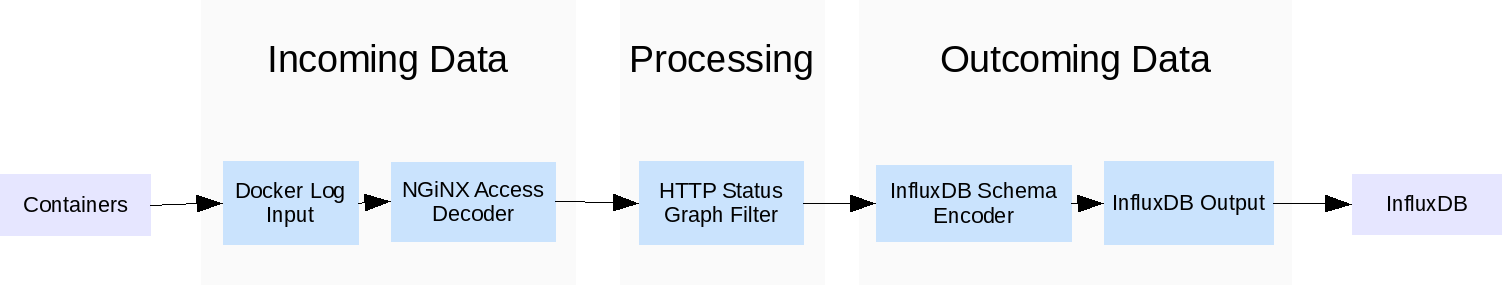 Incoming Data
Processing
Outcoming Data
Containers
Docker Log
Input
NGiNX Access
Decoder
HTTP Status
Graph Filter
InfluxDB Schema
Encoder
InfluxDB Output
InfluxDB